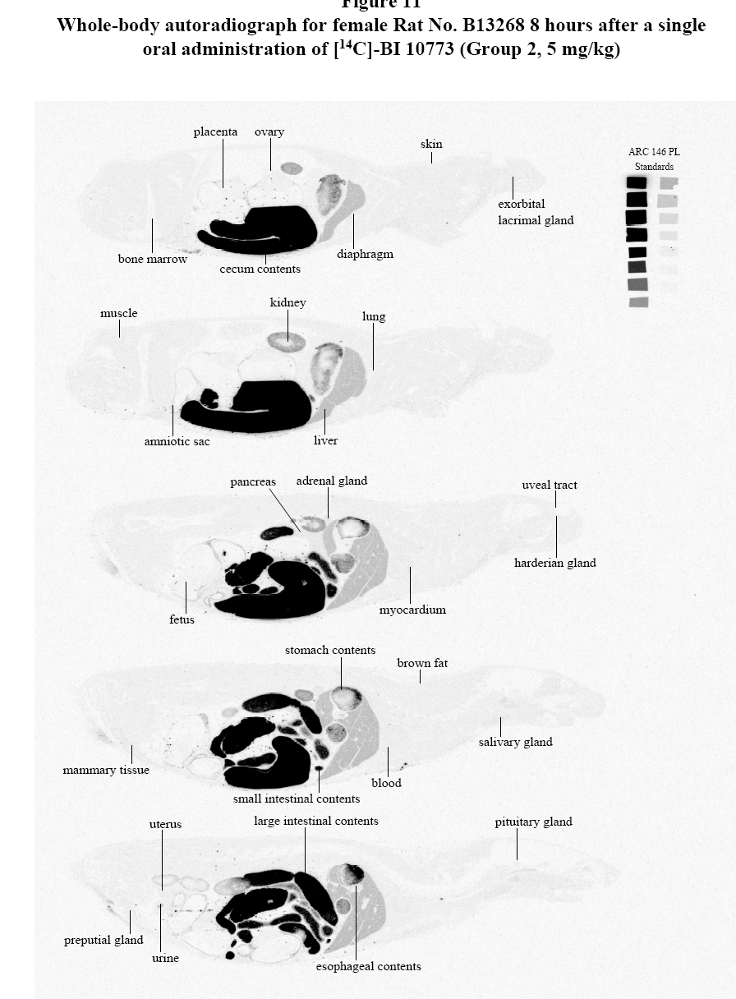 Figure 11
Whole-body autoradiograph for female Rat No. B13268 8 hours after a single
oral administration of [¹⁴C]-BI 10773 (Group 2, 5 mg/kg)
placenta ovary
skin
ARC 146 PL
Standards
exorbital
lacrimal gland
bone marrow
diaphragm
cecum contents
kidney
muscle
lung
amniotic sac
liver
pancreas adrenal gland
uveal tract
harderian gland
myocardium
fetus
stomach contents
brown fat
salivary gland
mammary tissue
blood
small intestinal contents
uterus
large intestinal contents
pituitary gland
preputial gland
urine
esophageal contents